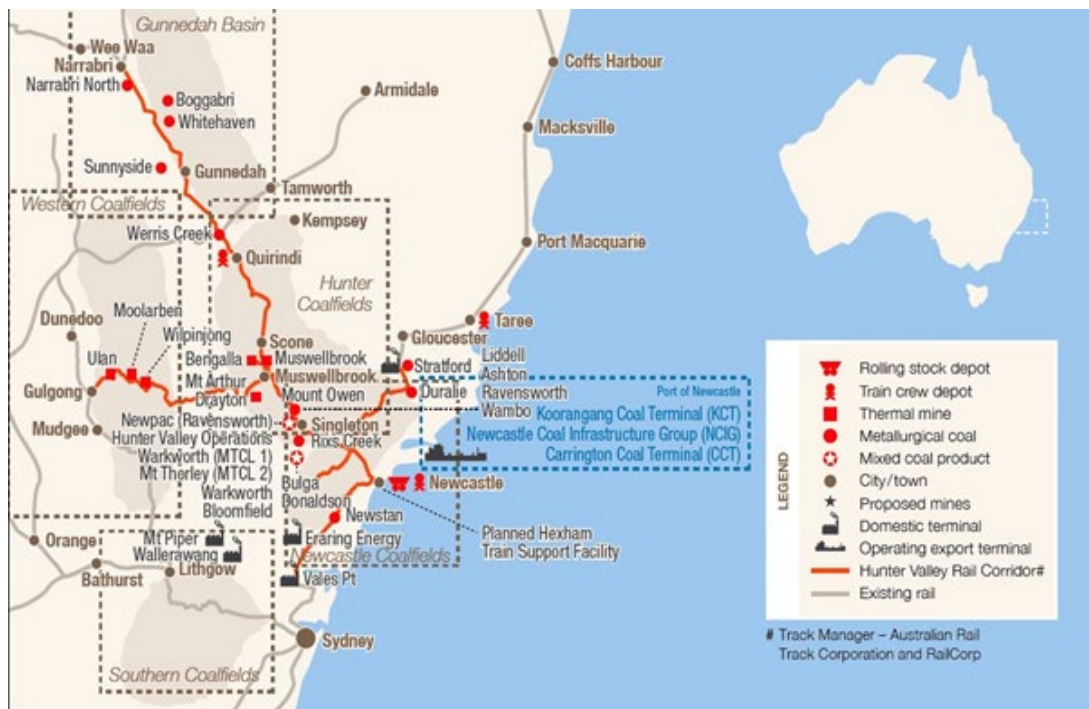 Gunnedah Basin
Wee Waa
Narrabri
Narrabri North
Boggabri
Whitehaven
Sunnyside
Gunnedah
Armidale
Coffs Harbour
Macksville
Tamworth
Western Coalfields
Kempsey
Werris Creek
Quirindi
Port Macquarie
Hunter
Coalfields
Moolarben
Dunedoo
Wilpinjong
Ulan
Gulgong
Mudgee
Scone
Bengalla
Muswellbrook
Muswellbrook
Mt Arthur
Drayton
Mount Owen
Newpac (Ravensworth)
Hunter Valley Operations
Warkworth (MTCL 1)
Mt Thorley (MTCL 2)
Warkworth
Bloomfield
Singleton
Rixs Creek
Bulga
Donaldson
Taree
Gloucester
Stratford
Duralie
Liddell
Ashton
Ravensworth
Wambo
Port of Newcastle
Koorangang Coal Terminal (KCT)
Newcastle Coal Infrastructure Group (NCIG)
Carrington Coal Terminal (CCT)
Newcastle
Newstan
Planned Hexham
Train Support Facility
Eraring Energy
Newcastle Coalfields
Vales Pt
Orange
Bathurst
Mt Piper
Wallerawang
Lithgow
Sydney
Southern Coalfields
LEGEND
Rolling stock depot
Train crew depot
Thermal mine
Metallurgical coal
Mixed coal product
City/town
Proposed mines
Domestic terminal
Operating export terminal
Hunter Valley Rail Corridor#
Existing rail
# Track Manager – Australian Rail
Track Corporation and RailCorp